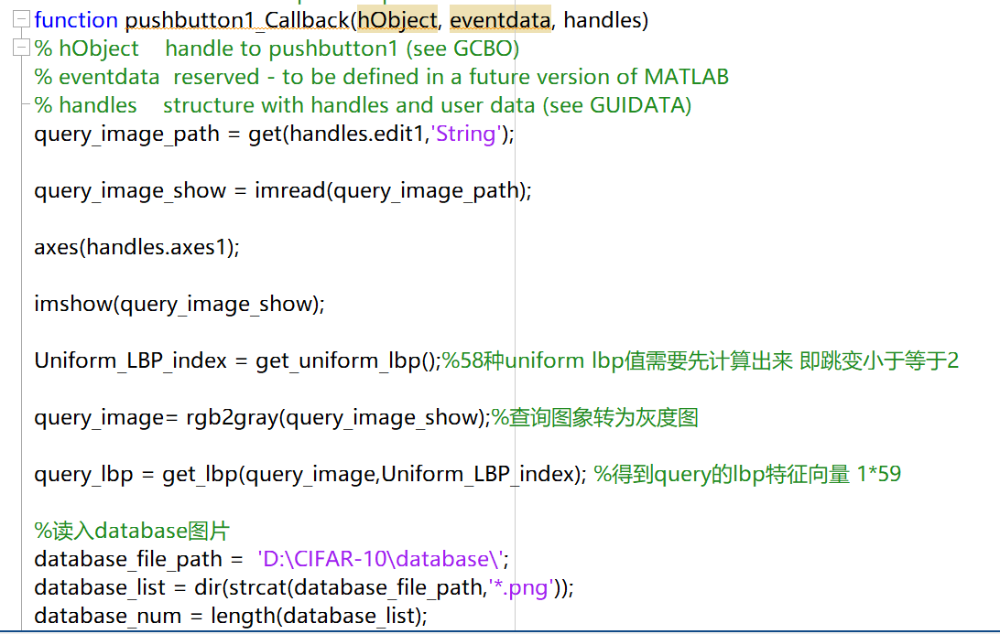 function pushbutton1_Callback(hObject, eventdata, handles)
% hObject    handle to pushbutton1 (see GCBO)
% eventdata  reserved - to be defined in a future version of MATLAB
% handles    structure with handles and user data (see GUIDATA)
query_image_path = get(handles.edit1,'String');
query_image_show = imread(query_image_path);
axes(handles.axes1);
imshow(query_image_show);
Uniform_LBP_index = get_uniform_lbp();%58种uniform lbp值需要先计算出来 即跳变小于等于2
query_image= rgb2gray(query_image_show);%查询图象转为灰度图
query_lbp = get_lbp(query_image,Uniform_LBP_index); %得到query的lbp特征向量 1*59
%读入database图片
database_file_path =  'D:\CIFAR-10\database\';
database_list = dir(strcat(database_file_path,'*.png'));
database_num = length(database_list);